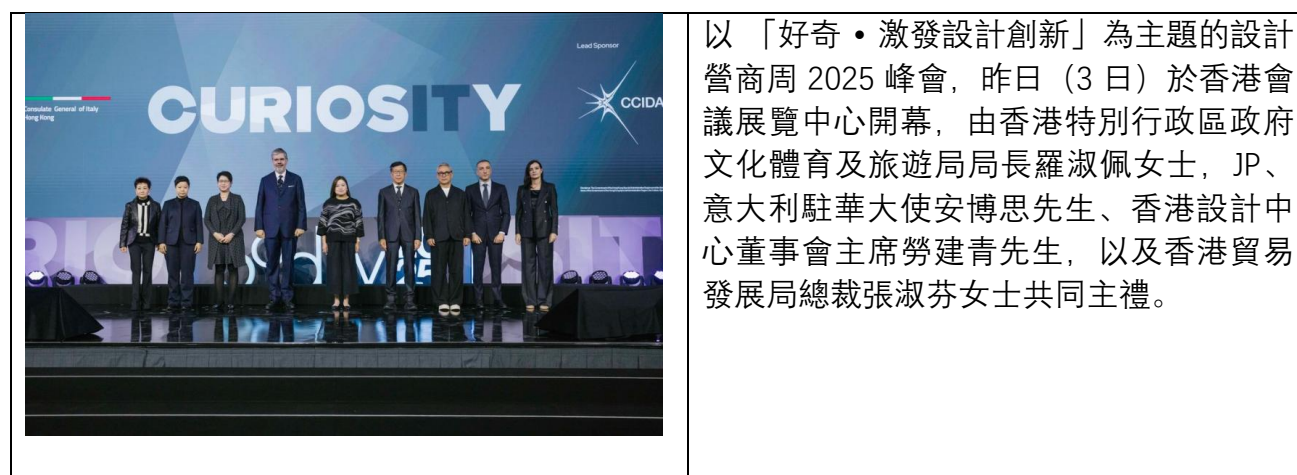 Lead Sponsor
Consulate General of Italy
Hong Kong
CURIOSITY
CCIDA
以 「好奇 • 激發設計創新」為主題的設計
營商周 2025 峰會，昨日（3 日）於香港會
議展覽中心開幕，由香港特別行政區政府
文化體育及旅遊局局長羅淑佩女士，JP、
意大利駐華大使安博思先生、香港設計中
心董事會主席勞建青先生，以及香港貿易
發展局總裁張淑芬女士共同主禮。